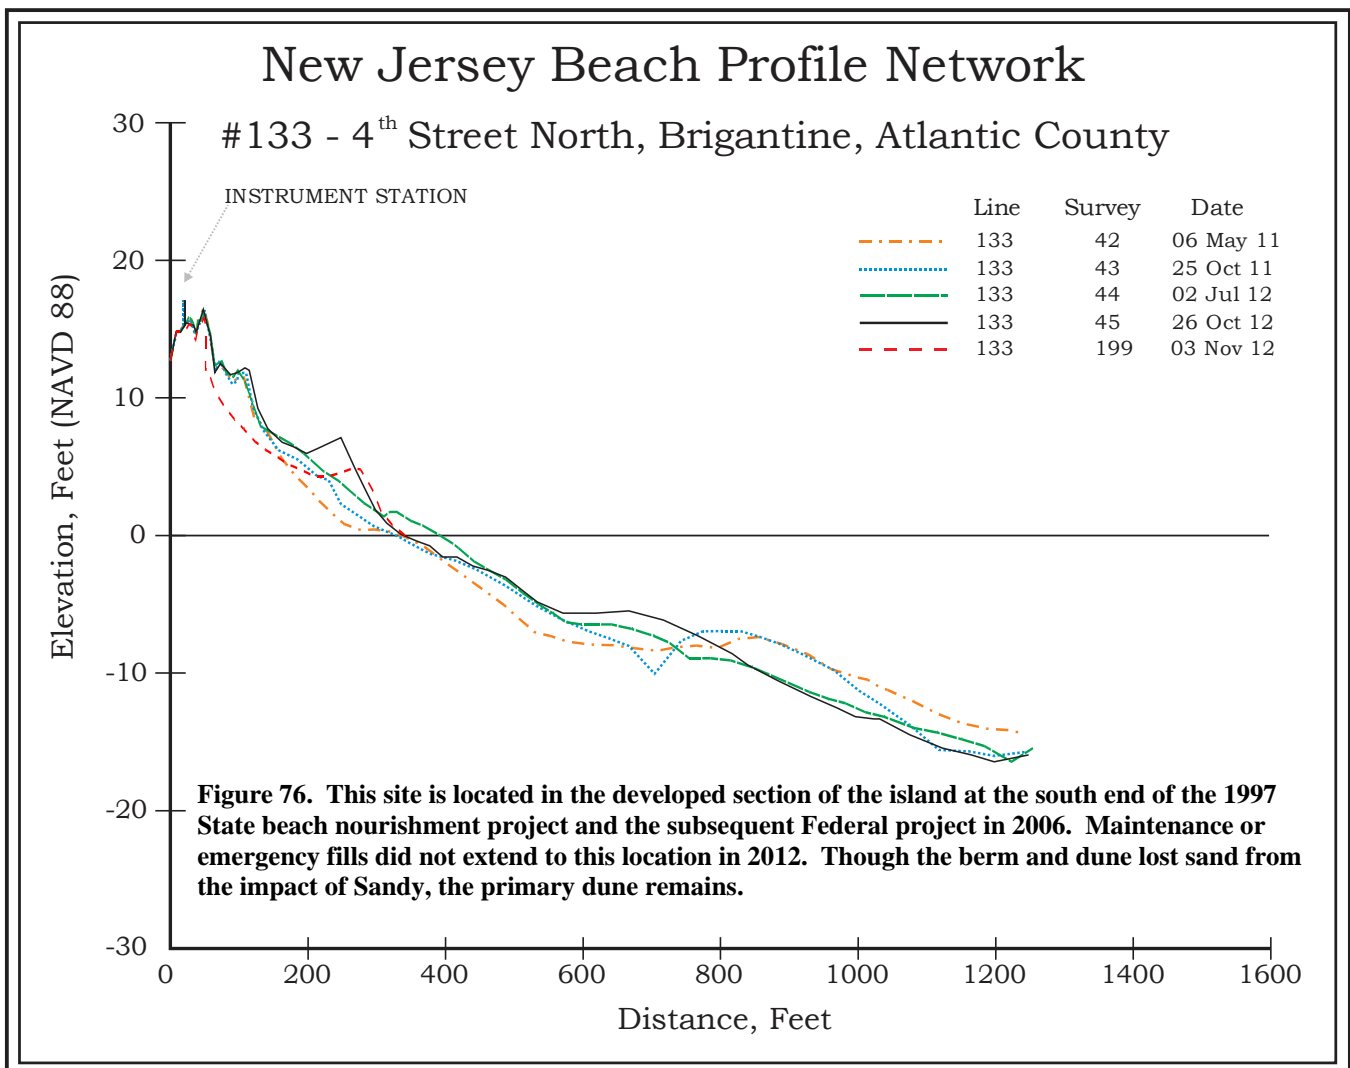 New Jersey Beach Profile Network
#133 - 4th Street North, Brigantine, Atlantic County
INSTRUMENT STATION
Line Survey Date
133 42 06 May 11
133 43 25 Oct 11
133 44 02 Jul 12
133 45 26 Oct 12
133 199 03 Nov 12
Elevation, Feet (NAVD 88)
30
20
10
0
-10
-20
-30
Figure 76. This site is located in the developed section of the island at the south end of the 1997
State beach nourishment project and the subsequent Federal project in 2006. Maintenance or
emergency fills did not extend to this location in 2012. Though the berm and dune lost sand from
the impact of Sandy, the primary dune remains.
0 200 400 600 800 1000 1200 1400 1600
Distance, Feet